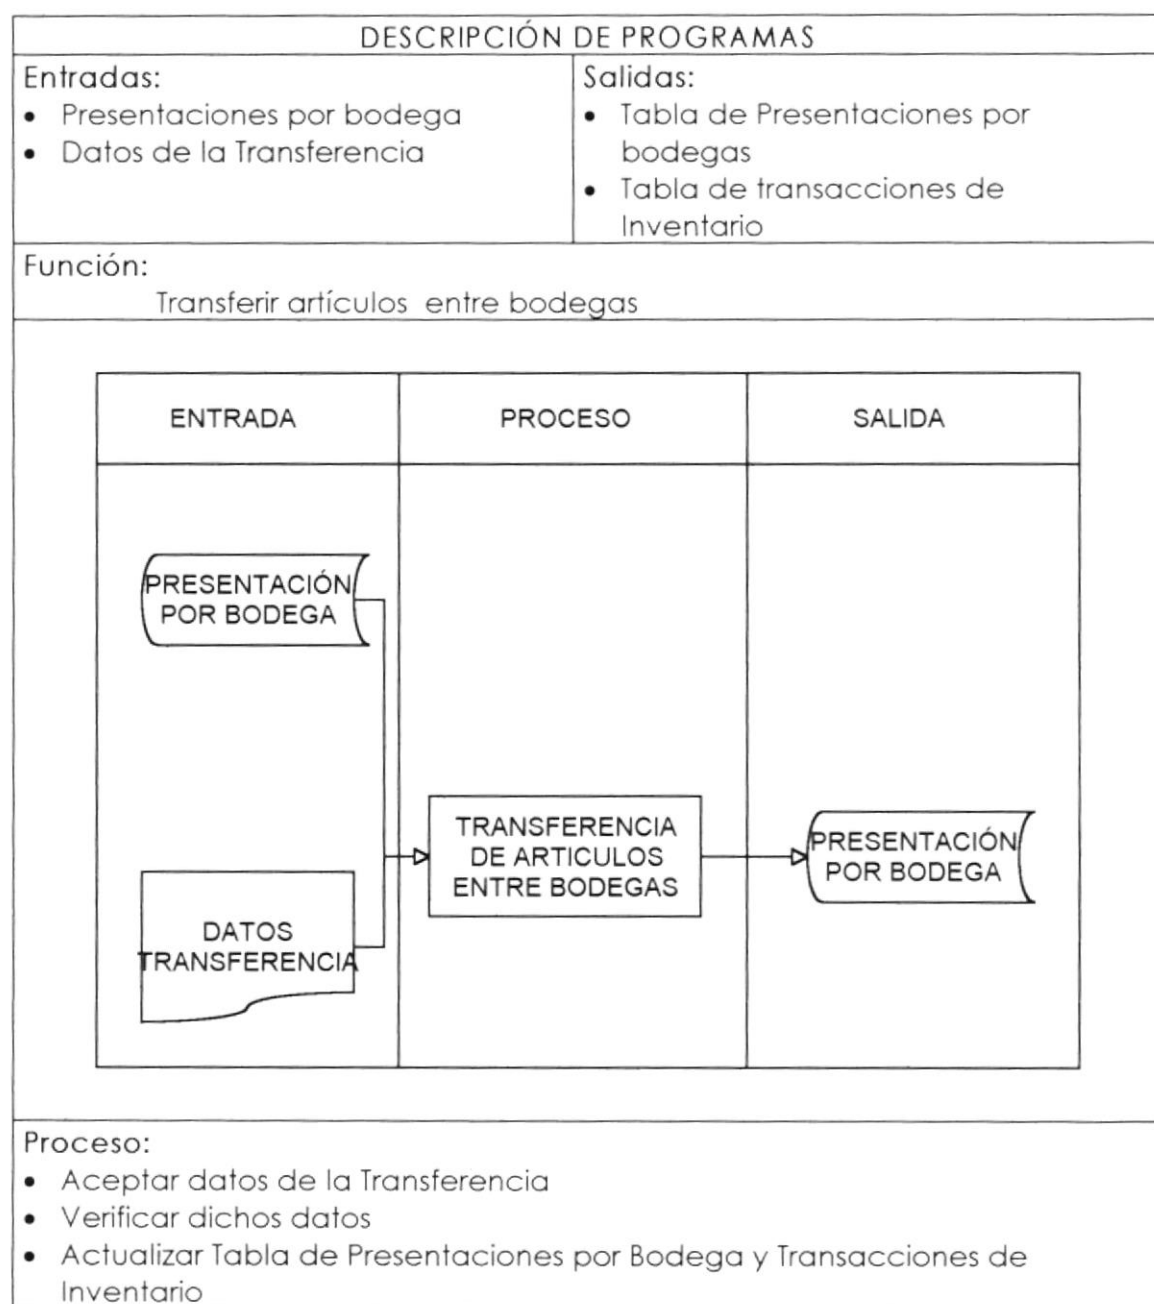 DESCRIPCIÓN DE PROGRAMAS
Entradas:
• Presentaciones por bodega
• Datos de la Transferencia
Salidas:
• Tabla de Presentaciones por
bodegas
• Tabla de transacciones de
Inventario
Función:
Transferir artículos entre bodegas
ENTRADA
PROCESO
SALIDA
PRESENTACIÓN
POR BODEGA
DATOS
TRANSFERENCIA
TRANSFERENCIA
DE ARTICULOS
ENTRE BODEGAS
PRESENTACIÓN
POR BODEGA
Proceso:
• Aceptar datos de la Transferencia
• Verificar dichos datos
• Actualizar Tabla de Presentaciones por Bodega y Transacciones de
Inventario